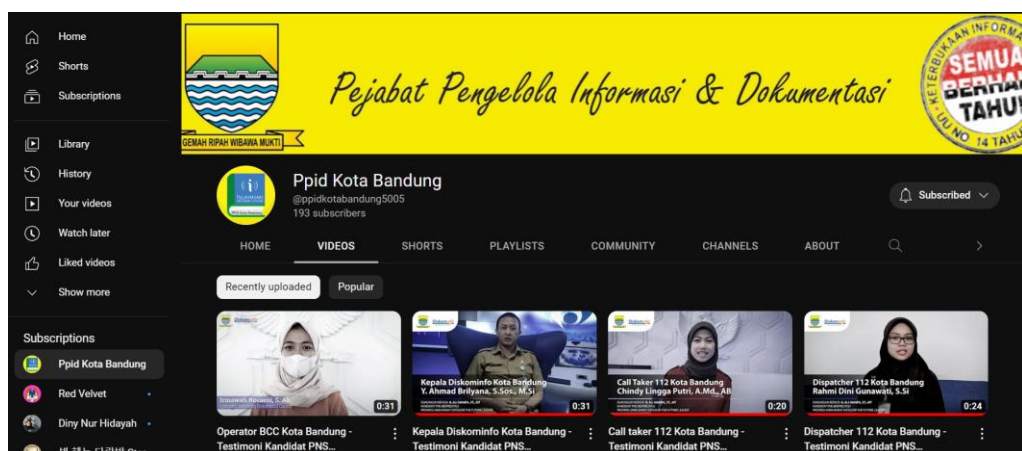 Home
Shorts
Subscriptions
Library
History
Your videos
Watch later
Liked videos
Show more
Subscriptions
Ppid Kota Bandung
Red Velvet
Diny Nur Hidayah
GEMAH RIPAH WIBAWA MUKTI
Pejabat Pengelola Informasi & Dokumentasi
KETERBUKAAN INFORMA
SEMUA
BERHAK
TAHU!
UU NO 14 TAHU
Ppid Kota Bandung
@ppidkotabandung5005
193 subscribers
Subscribed
HOME
VIDEOS
SHORTS
PLAYLISTS
COMMUNITY
CHANNELS
ABOUT
Recently uploaded
Popular
0:31
Operator BCC Kota Bandung -
Testimoni Kandidat PNS...
Kepala Diskominfo Kota Bandung
Y. Ahmad Brilyana, S.Sos., M.Si
0:31
Kepala Diskominfo Kota Bandung -
Testimoni Kandidat PNS...
Call Taker 112 Kota Bandung
Chindy Lingga Putri, A.Md., AB
0:20
Call taker 112 Kota Bandung -
Testimoni Kandidat PNS...
Dispatcher 112 Kota Bandung
Rahmi Dini Gunawati, S.Si
0:24
Dispatcher 112 Kota Bandung -
Testimoni Kandidat PNS...